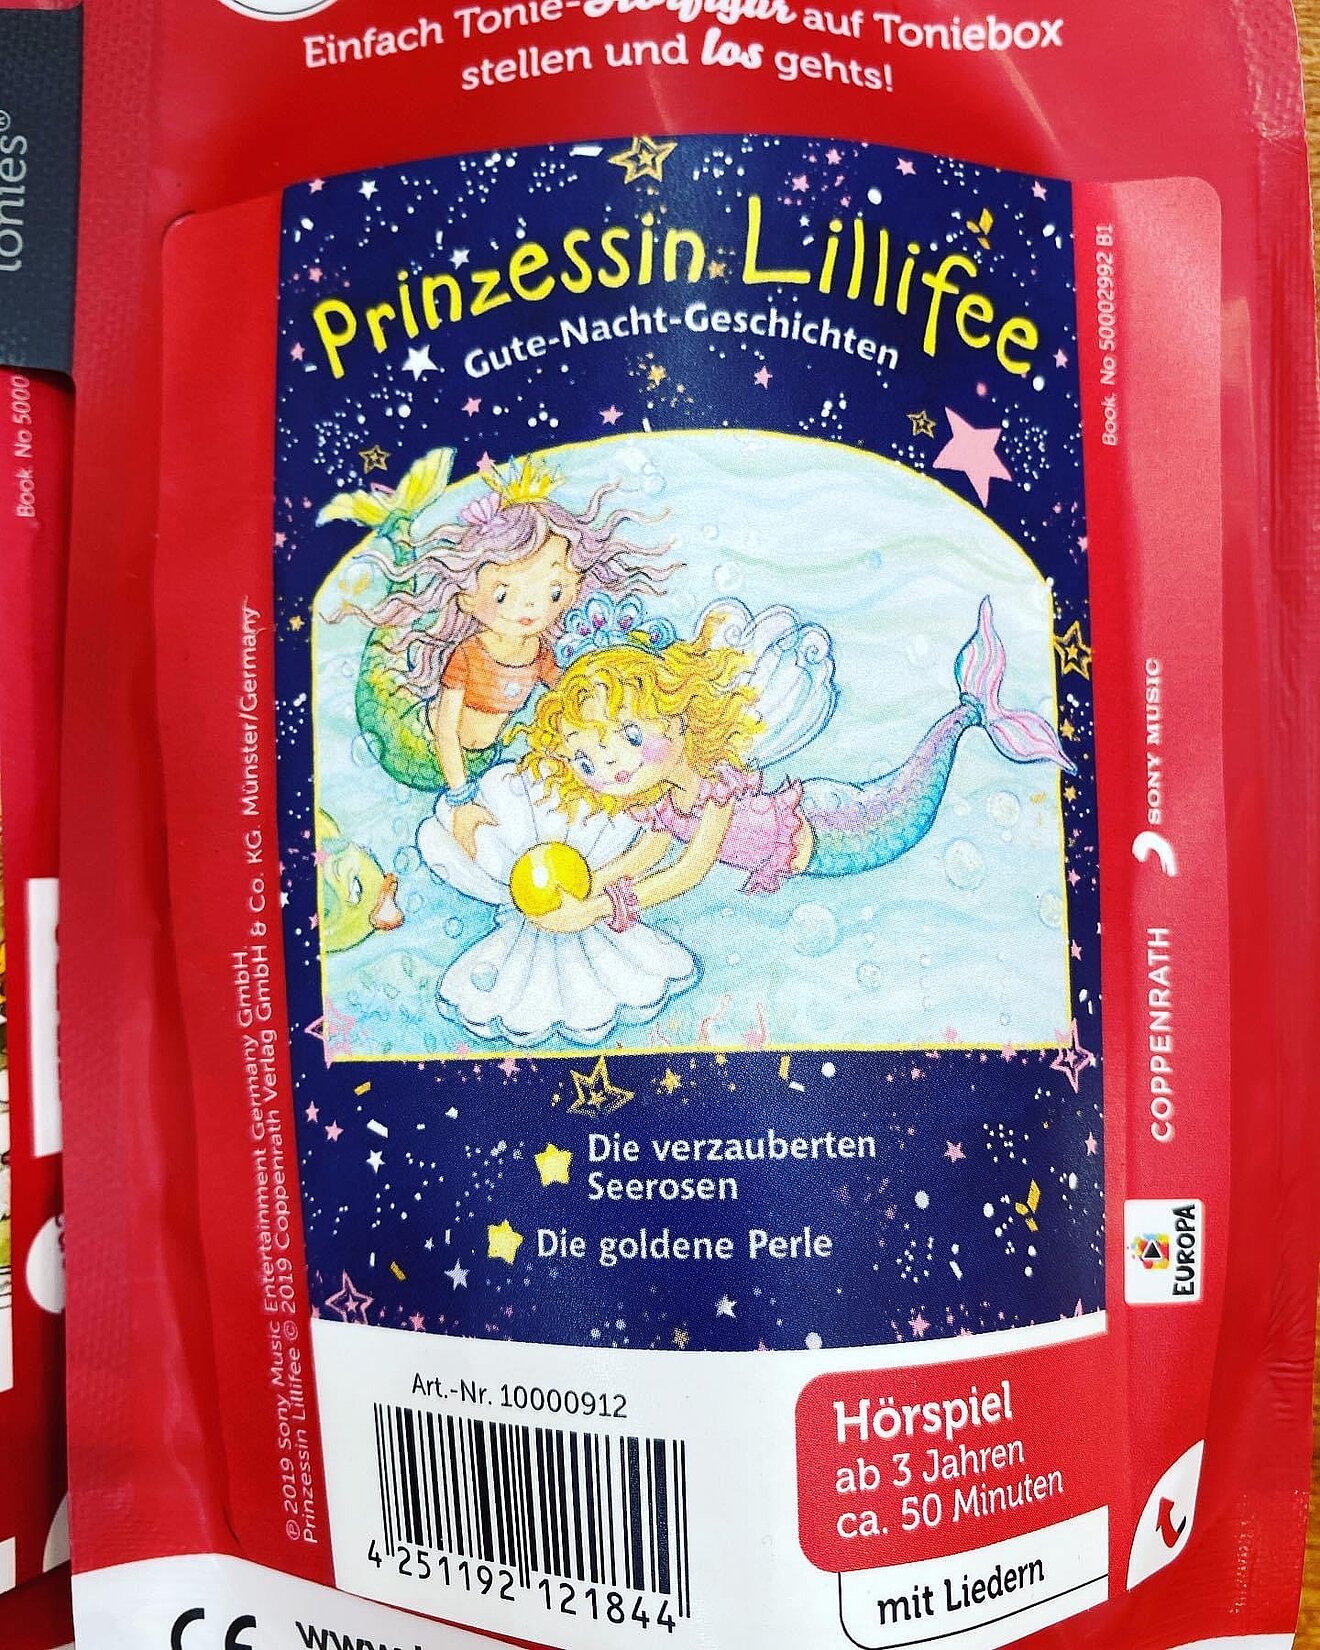 Einfach Tonie-Hörfigur auf Toniebox
stellen und los gehts!
tonies®
Book No 5000
Prinzessin Lillifee
Gute-Nacht-Geschichten
Book No 50002992 B1
Die verzauberten
Seerosen
Die goldene Perle
℗ 2019 Sony Music Entertainment Germany GmbH,
Prinzessin Lillifee © 2019 Coppenrath Verlag GmbH & Co. KG, Münster/Germany
SONY MUSIC
COPPENRATH
EUROPA
Art.-Nr. 10000912
4 251192 121844
Hörspiel
ab 3 Jahren
ca. 50 Minuten
mit Liedern
t
CE www.